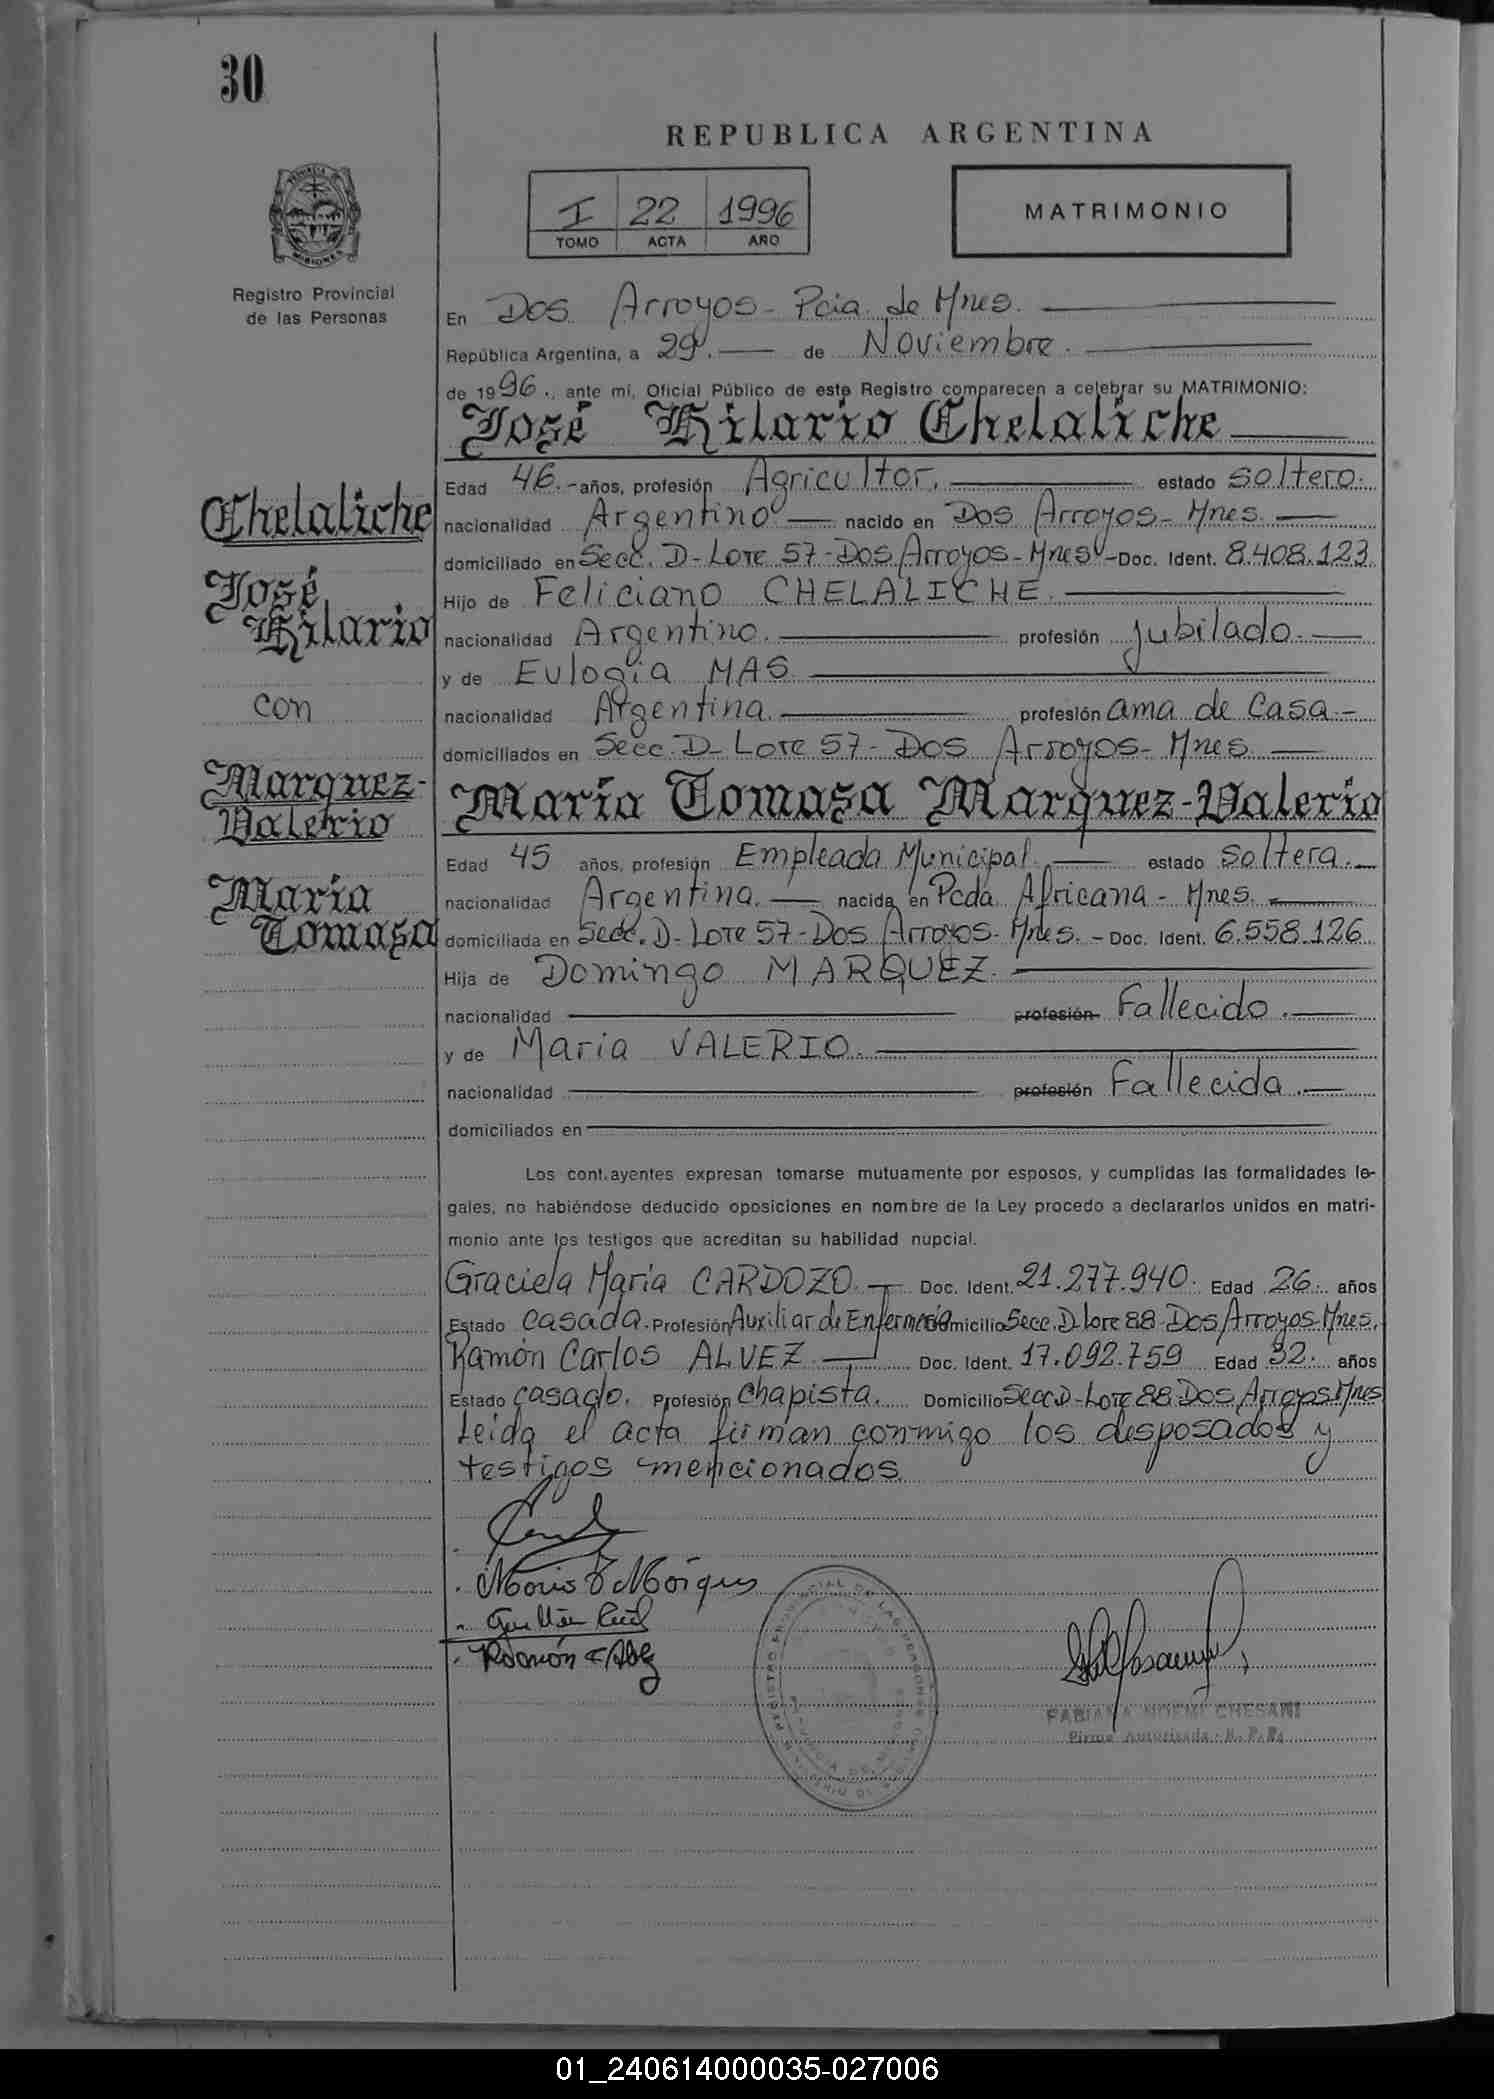 30
REPUBLICA ARGENTINA
I 22 1996
TOMO ACTA AÑO
MATRIMONIO
PROVINCIA DE
MISIONES
Registro Provincial
de las Personas
En Dos Arroyos - Pcia. de Mnes.
República Argentina, a 29. de Noviembre.
de 1996., ante mí, Oficial Público de este Registro comparecen a celebrar su MATRIMONIO:
José Hilario Chelaliche
Edad 46.- años, profesión Agricultor. estado soltero.
nacionalidad Argentino nacido en Dos Arroyos - Mnes.
domiciliado en Secc. D - Lote 57 - Dos Arroyos - Mnes - Doc. Ident. 8.408.123
Hijo de Feliciano CHELALICHE.
nacionalidad Argentino. profesión jubilado.
y de Eulogia MAS
nacionalidad Argentina. profesión ama de casa -
domiciliados en Secc. D - Lote 57 - Dos Arroyos - Mnes.
María Tomasa Marquez - Valerio
Edad 45 años, profesión Empleada Municipal. estado soltera.
nacionalidad Argentina. nacida en Pcda Africana - Mnes.
domiciliada en Secc. D - Lote 57 - Dos Arroyos - Mnes. - Doc. Ident. 6.558.126
Hija de Domingo MARQUEZ.
nacionalidad profesión Fallecido.
y de María VALERIO.
nacionalidad profesión Fallecida.
domiciliados en
Chelaliche
José
Hilario
con
Marquez -
Valerio
María
Tomasa
Los cont.ayentes expresan tomarse mutuamente por esposos, y cumplidas las formalidades le-
gales, no habiéndose deducido oposiciones en nombre de la Ley procedo a declararlos unidos en matri-
monio ante los testigos que acreditan su habilidad nupcial.
Graciela María CARDOZO. Doc. Ident. 21.277.940. Edad 26. años
Estado casada. Profesión Auxiliar de Enfermería Domicilio Secc. D Lote 88 - Dos Arroyos - Mnes.
Ramón Carlos ALVEZ Doc. Ident. 17.092.759 Edad 32. años
Estado casado. Profesión Chapista. Domicilio Secc. D - Lote 88 - Dos Arroyos Mnes
Leida el acta firman conmigo los desposados y
testigos mencionados.
Ramón
FABIANA NOEMI CHESANI
Firma Autorizada - R. P. P.
01_240614000035-027006